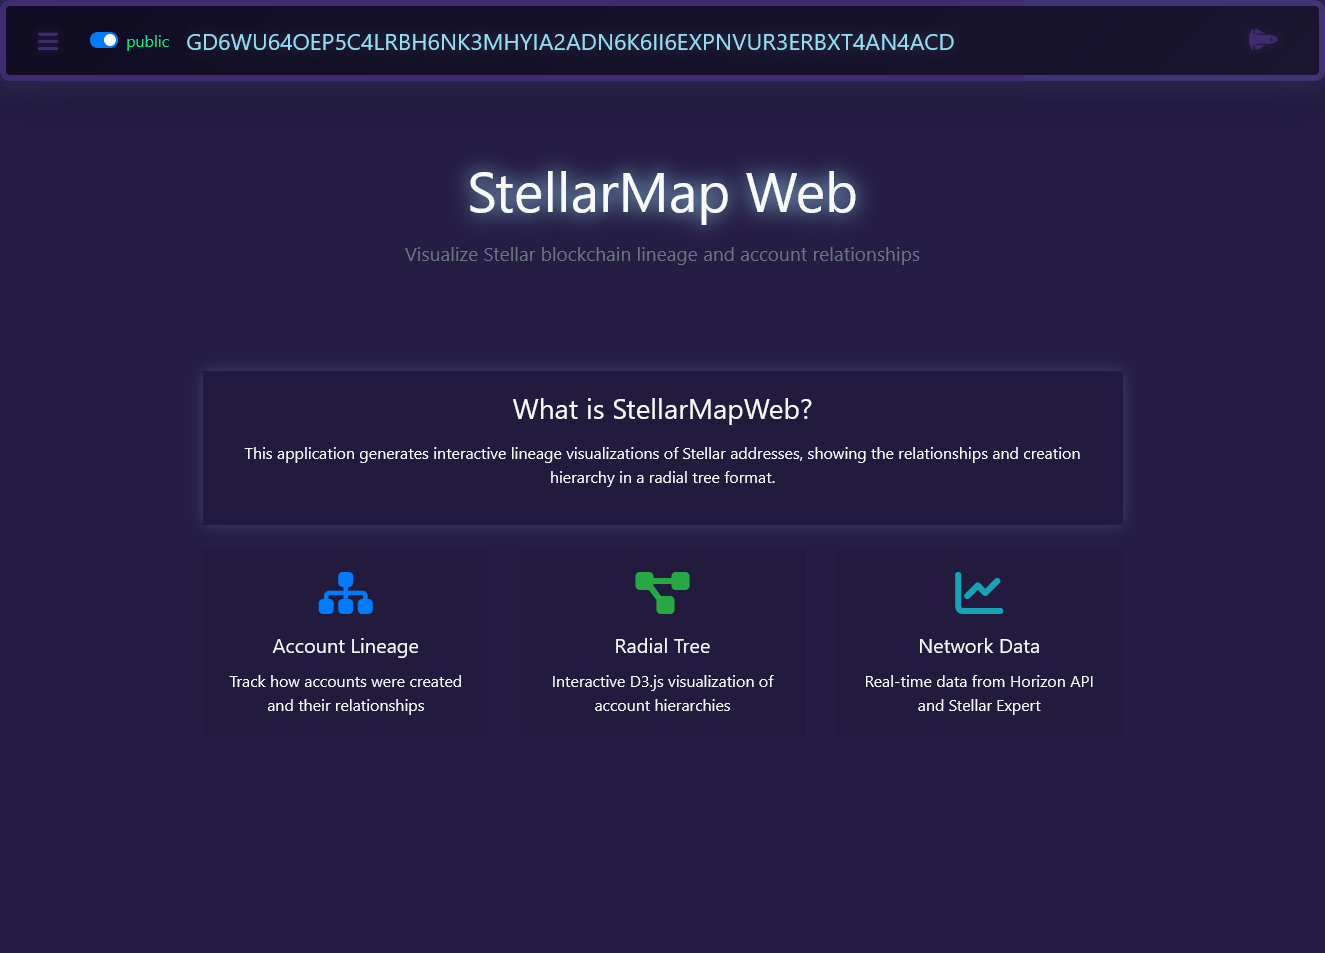 public GD6WU64OEP5C4LRBH6NK3MHYIA2ADN6K6II6EXPNVUR3ERBXT4AN4ACD
StellarMap Web
Visualize Stellar blockchain lineage and account relationships
What is StellarMapWeb?
This application generates interactive lineage visualizations of Stellar addresses, showing the relationships and creation
hierarchy in a radial tree format.
Account Lineage
Track how accounts were created
and their relationships
Radial Tree
Interactive D3.js visualization of
account hierarchies
Network Data
Real-time data from Horizon API
and Stellar Expert